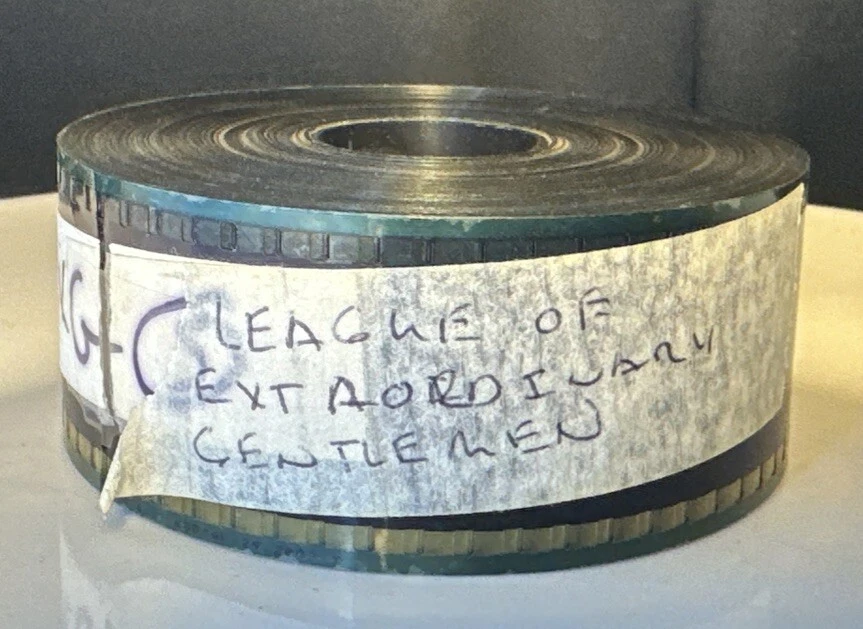 LEAGUE OF
EXTAORDINARY
GENTLEMEN